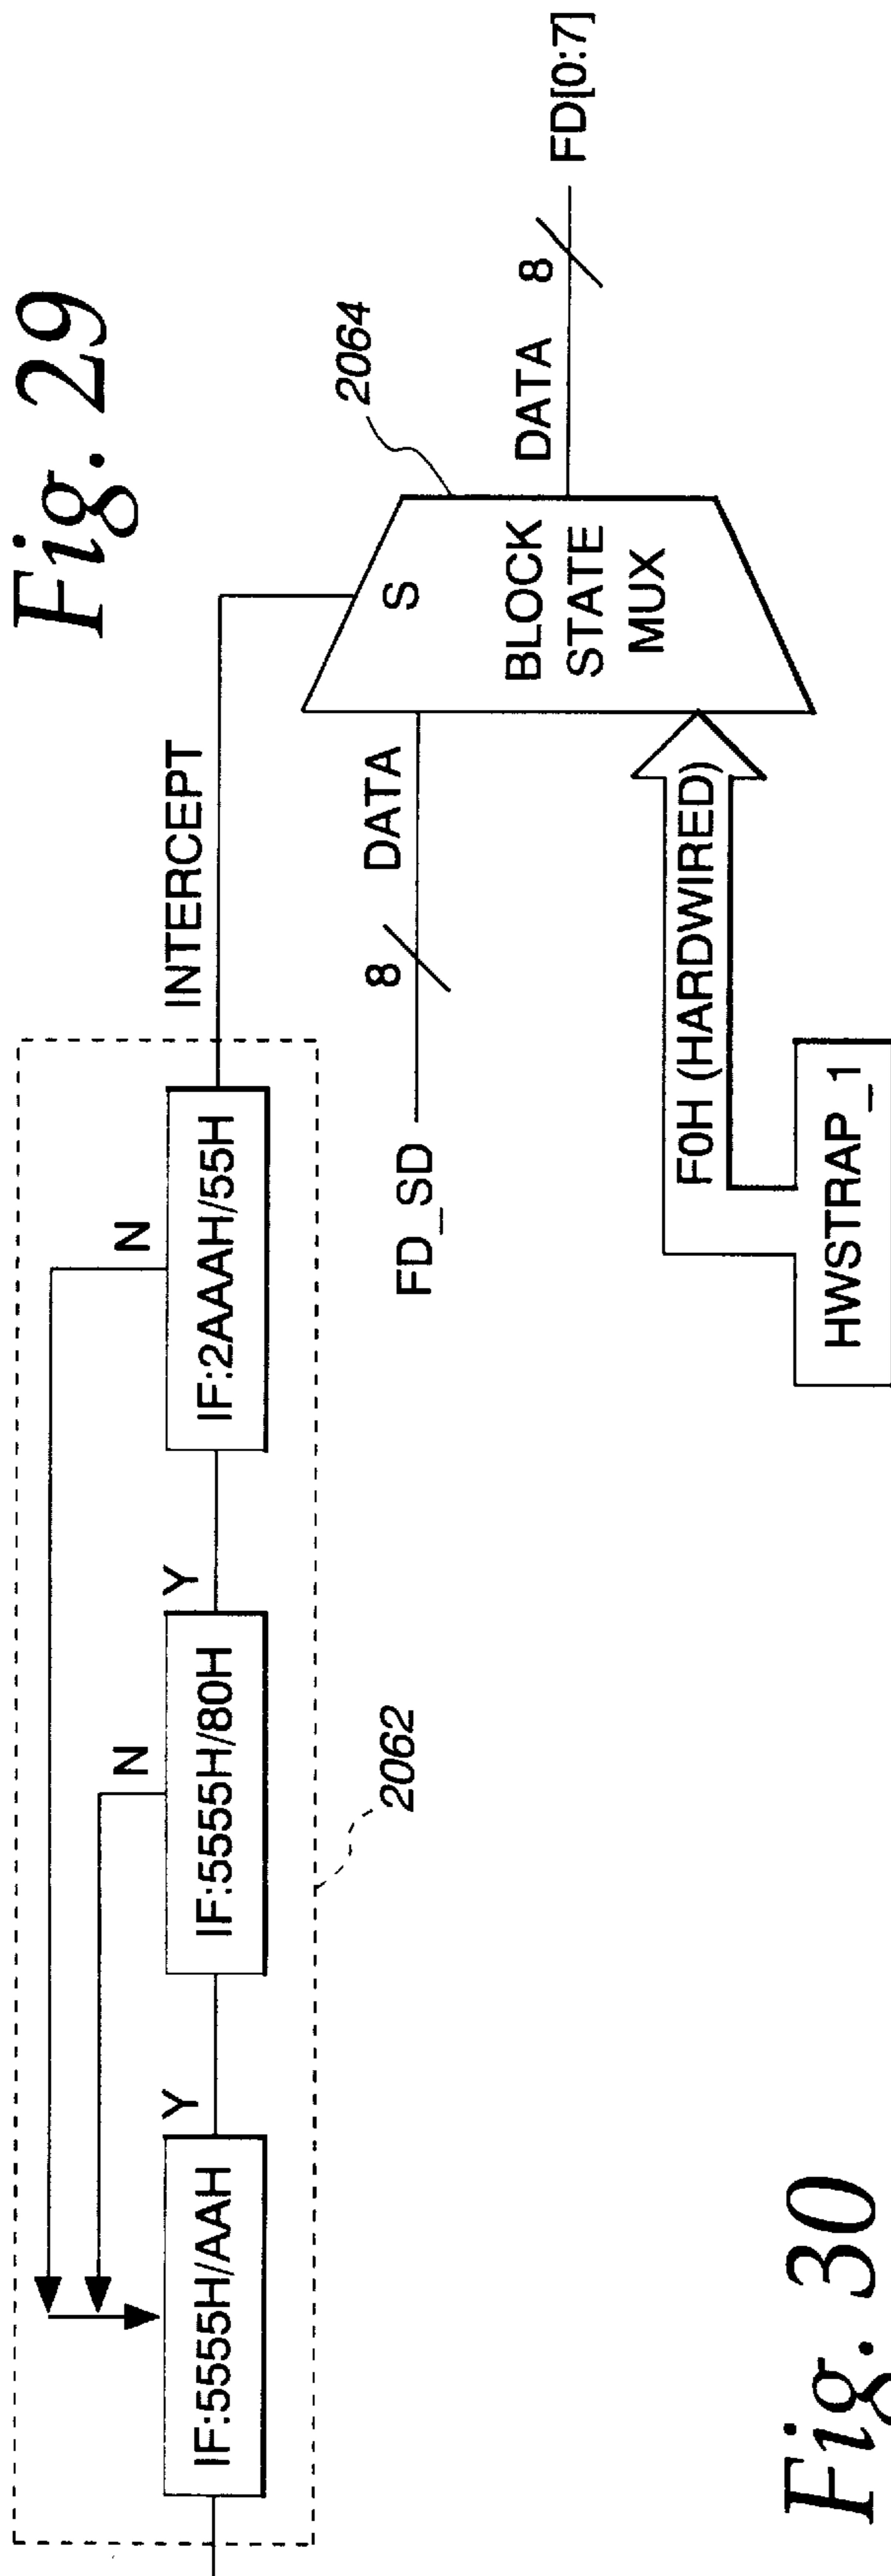 Fig. 29
N
N
IF:5555H/AAH
Y
IF:5555H/80H
Y
IF:2AAAH/55H
INTERCEPT
2062
2064
S
FD_SD
8
DATA
BLOCK
STATE
MUX
DATA
8
FD[0:7]
F0H (HARDWIRED)
HWSTRAP_1
Fig. 30